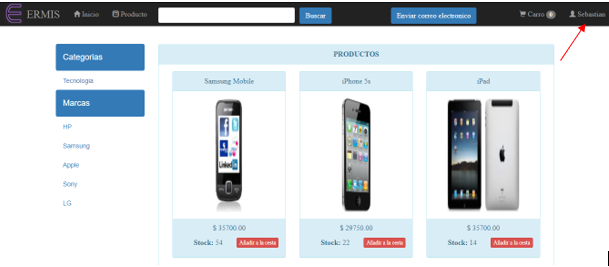 ERMIS Inicio Producto Buscar Enviar correo electronico Carro 0 Sebastian
Categorias
Tecnologia
Marcas
HP
Samsung
Apple
Sony
LG
PRODUCTOS
Samsung Mobile iPhone 5s iPad
LinkedIn
$ 35700.00 $ 29750.00 $ 35700.00
Stock: 54 Añadir a la cesta Stock: 22 Añadir a la cesta Stock: 14 Añadir a la cesta